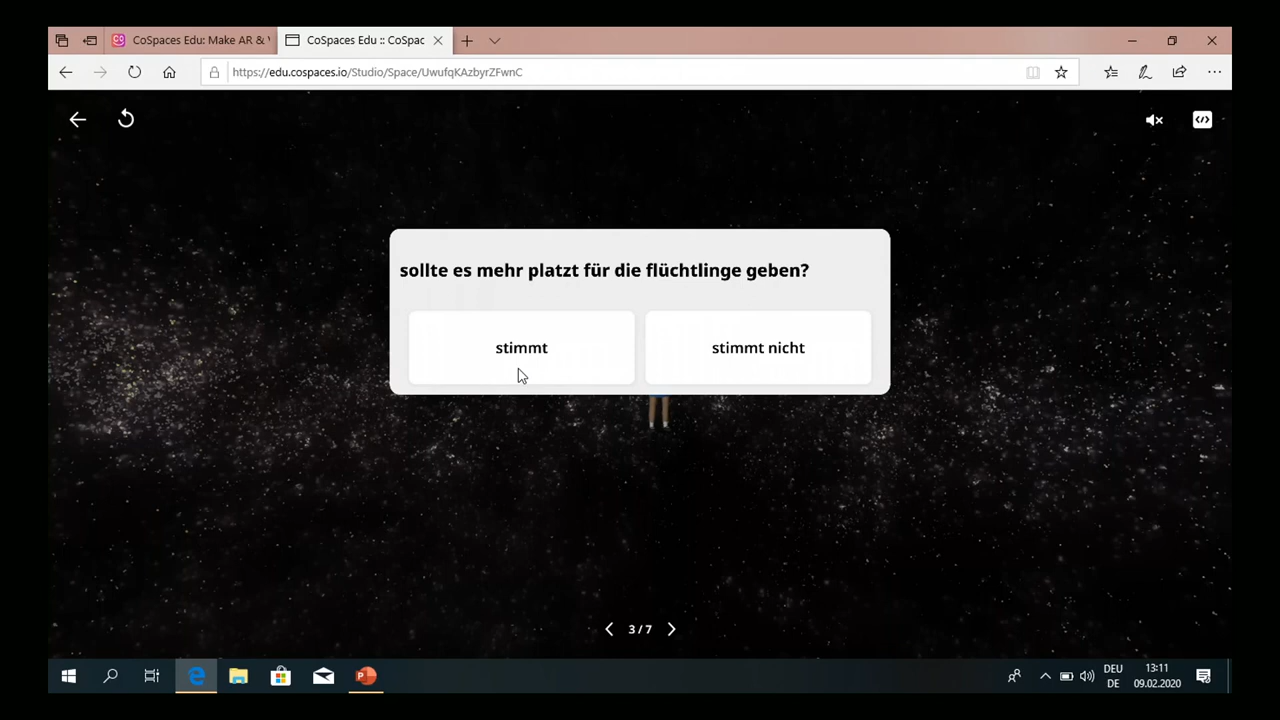 CoSpaces Edu: Make AR & V
CoSpaces Edu :: CoSpac
https://edu.cospaces.io/Studio/Space/UwufqKAzbyrZFwnC
sollte es mehr platzt für die flüchtlinge geben?
stimmt
stimmt nicht
3 / 7
DEU
DE
13:11
09.02.2020